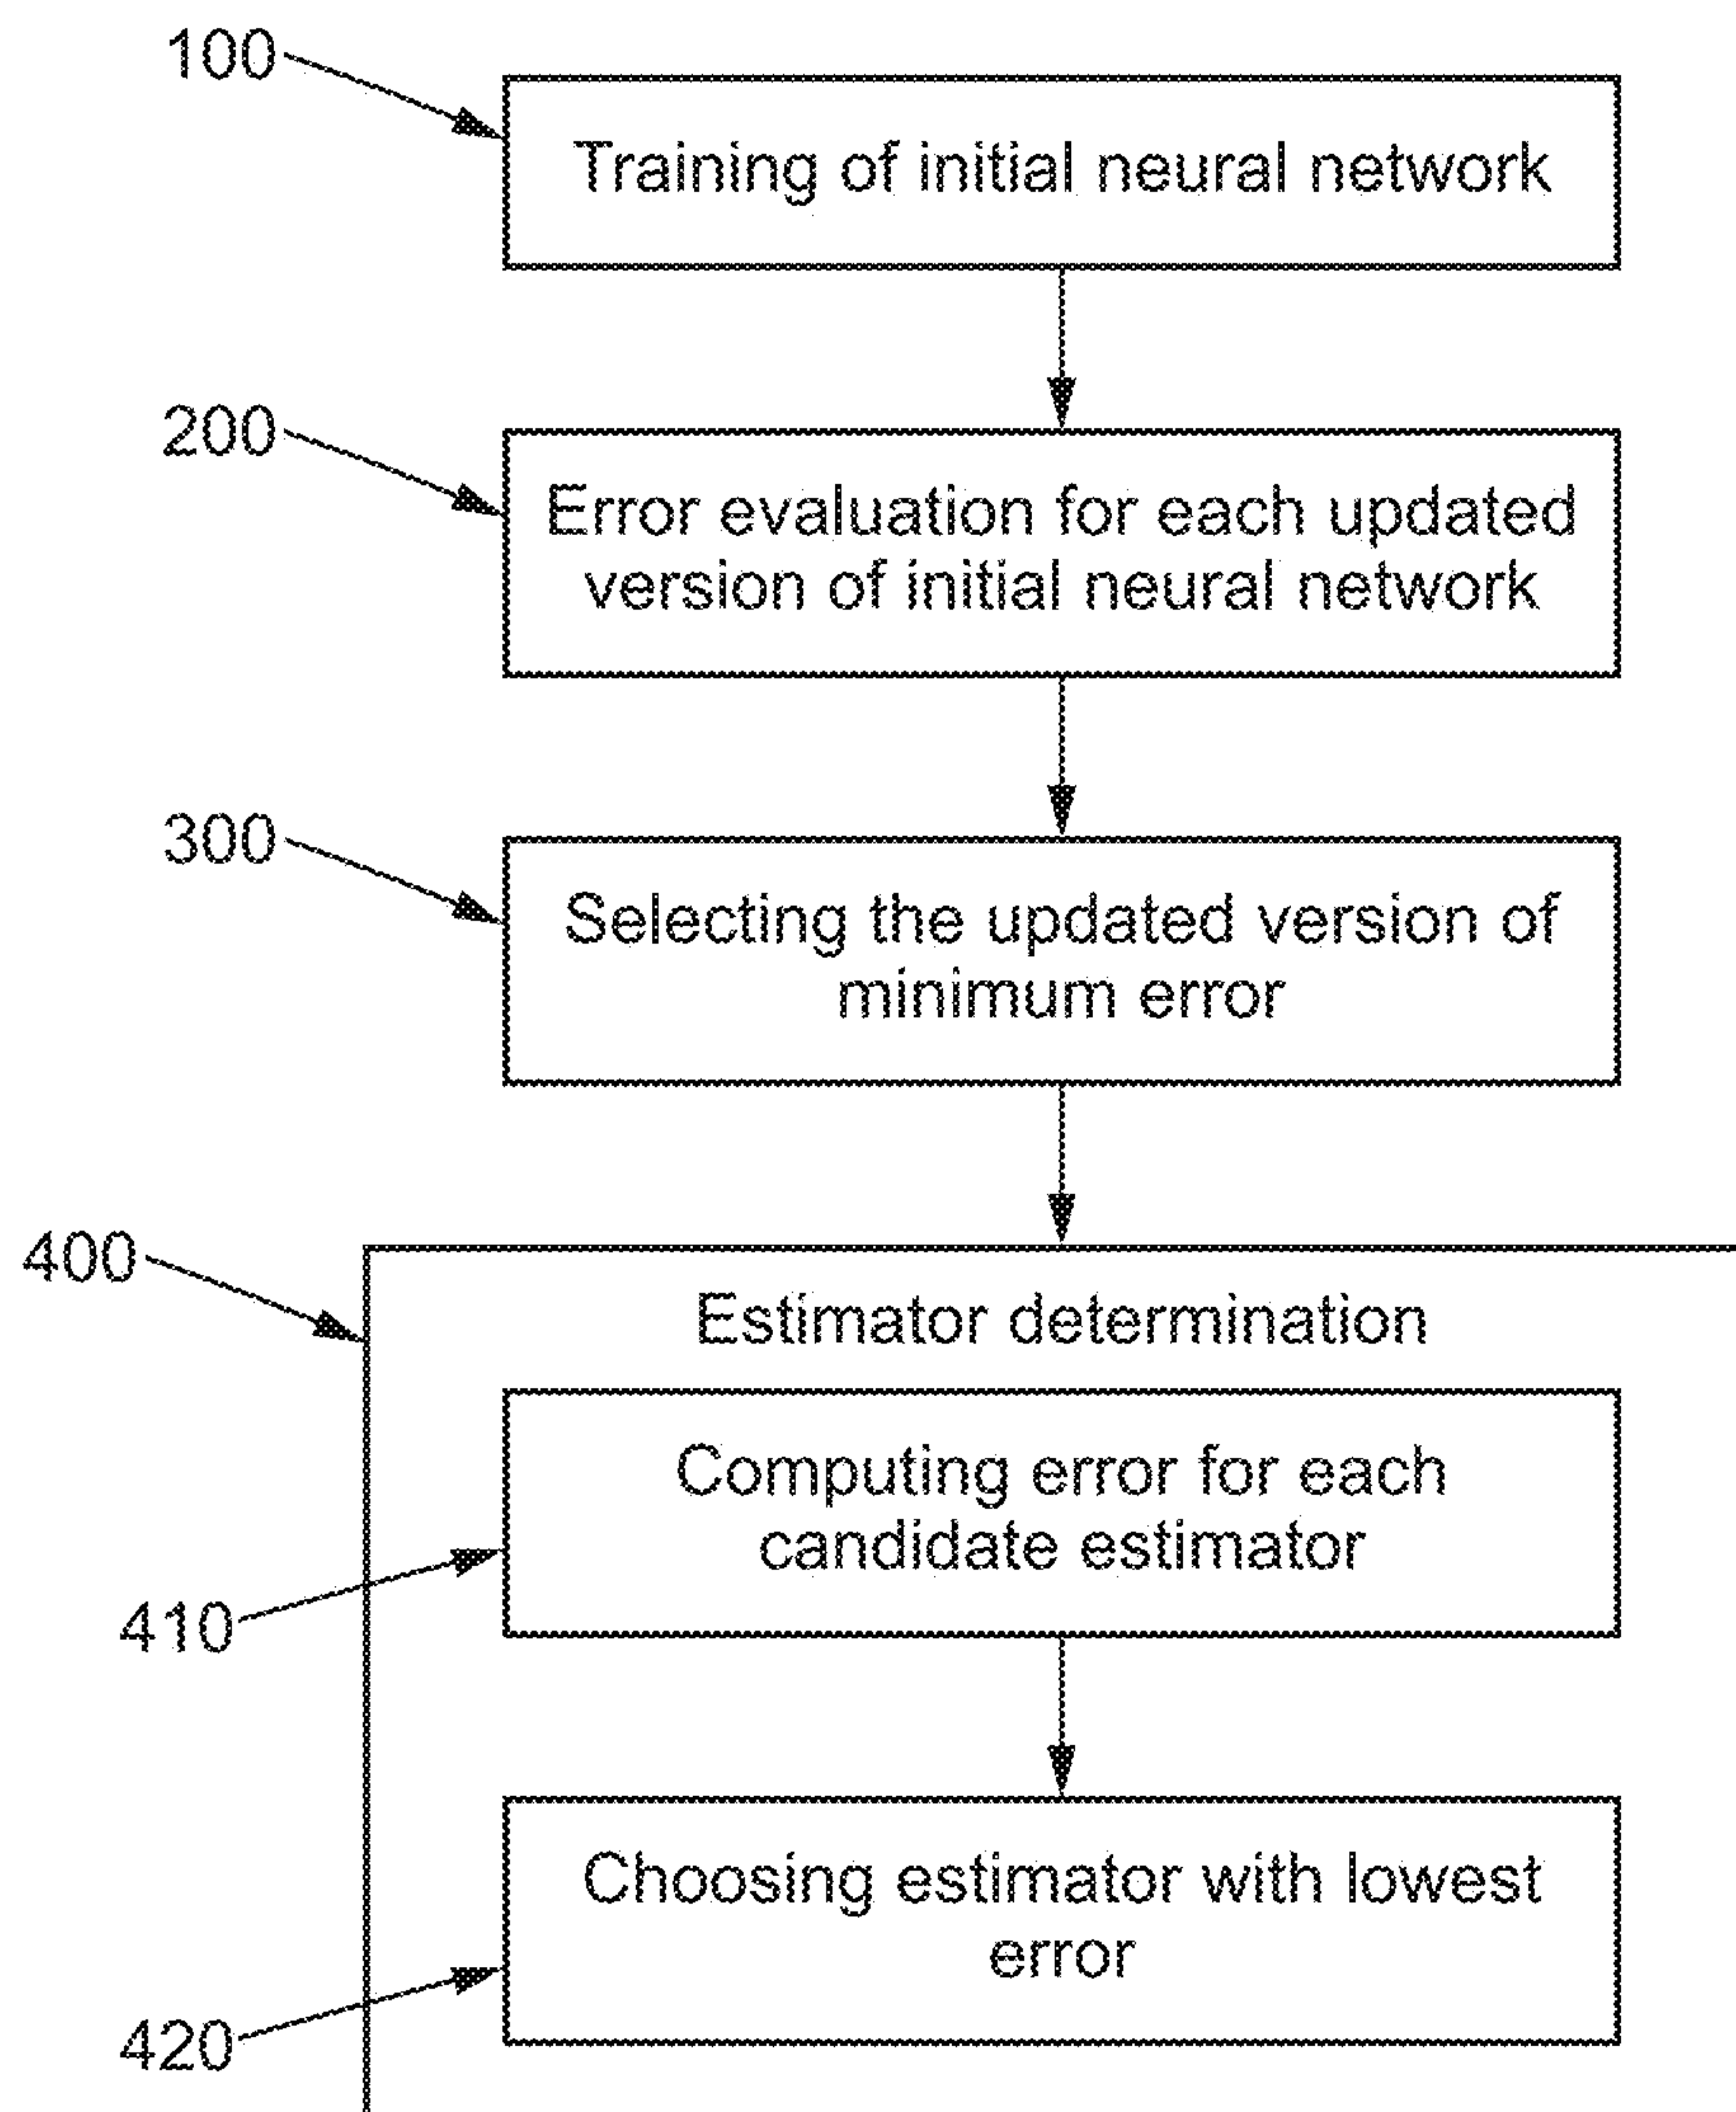 100
Training of initial neural network
200
Error evaluation for each updated
version of initial neural network
300
Selecting the updated version of
minimum error
400
Estimator determination
Computing error for each
candidate estimator
410
Choosing estimator with lowest
error
420